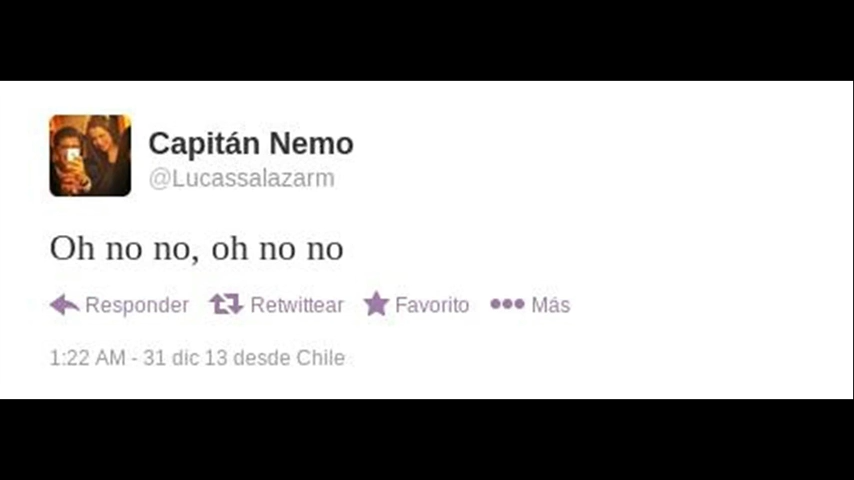 Capitán Nemo
@Lucassalazarm
Oh no no, oh no no
Responder Retwittear Favorito Más
1:22 AM - 31 dic 13 desde Chile